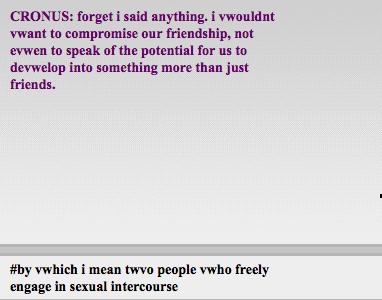 CRONUS: forget i said anything. i vwouldnt
vwant to compromise our friendship, not
evwen to speak of the potential for us to
devwelop into something more than just
friends.
#by vwhich i mean twvo people vwho freely
engage in sexual intercourse